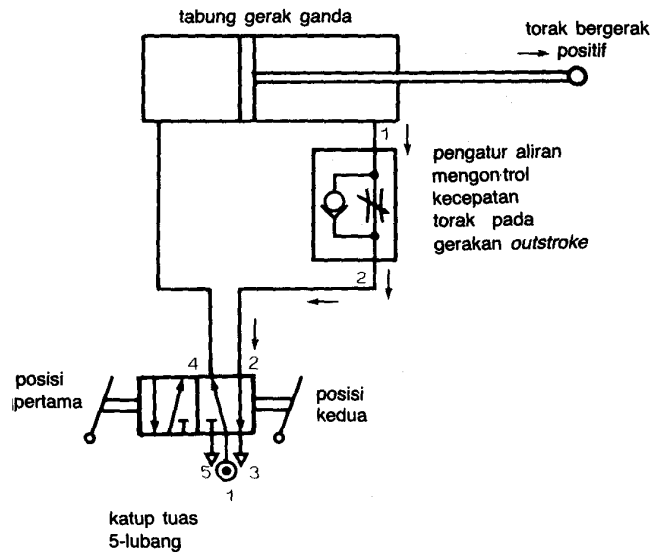 tabung gerak ganda
torak bergerak
positif
1
pengatur aliran
mengontrol
kecepatan
torak pada
gerakan outstroke
2
4 2
posisi
pertama
posisi
kedua
5 3
1
katup tuas
5-lubang